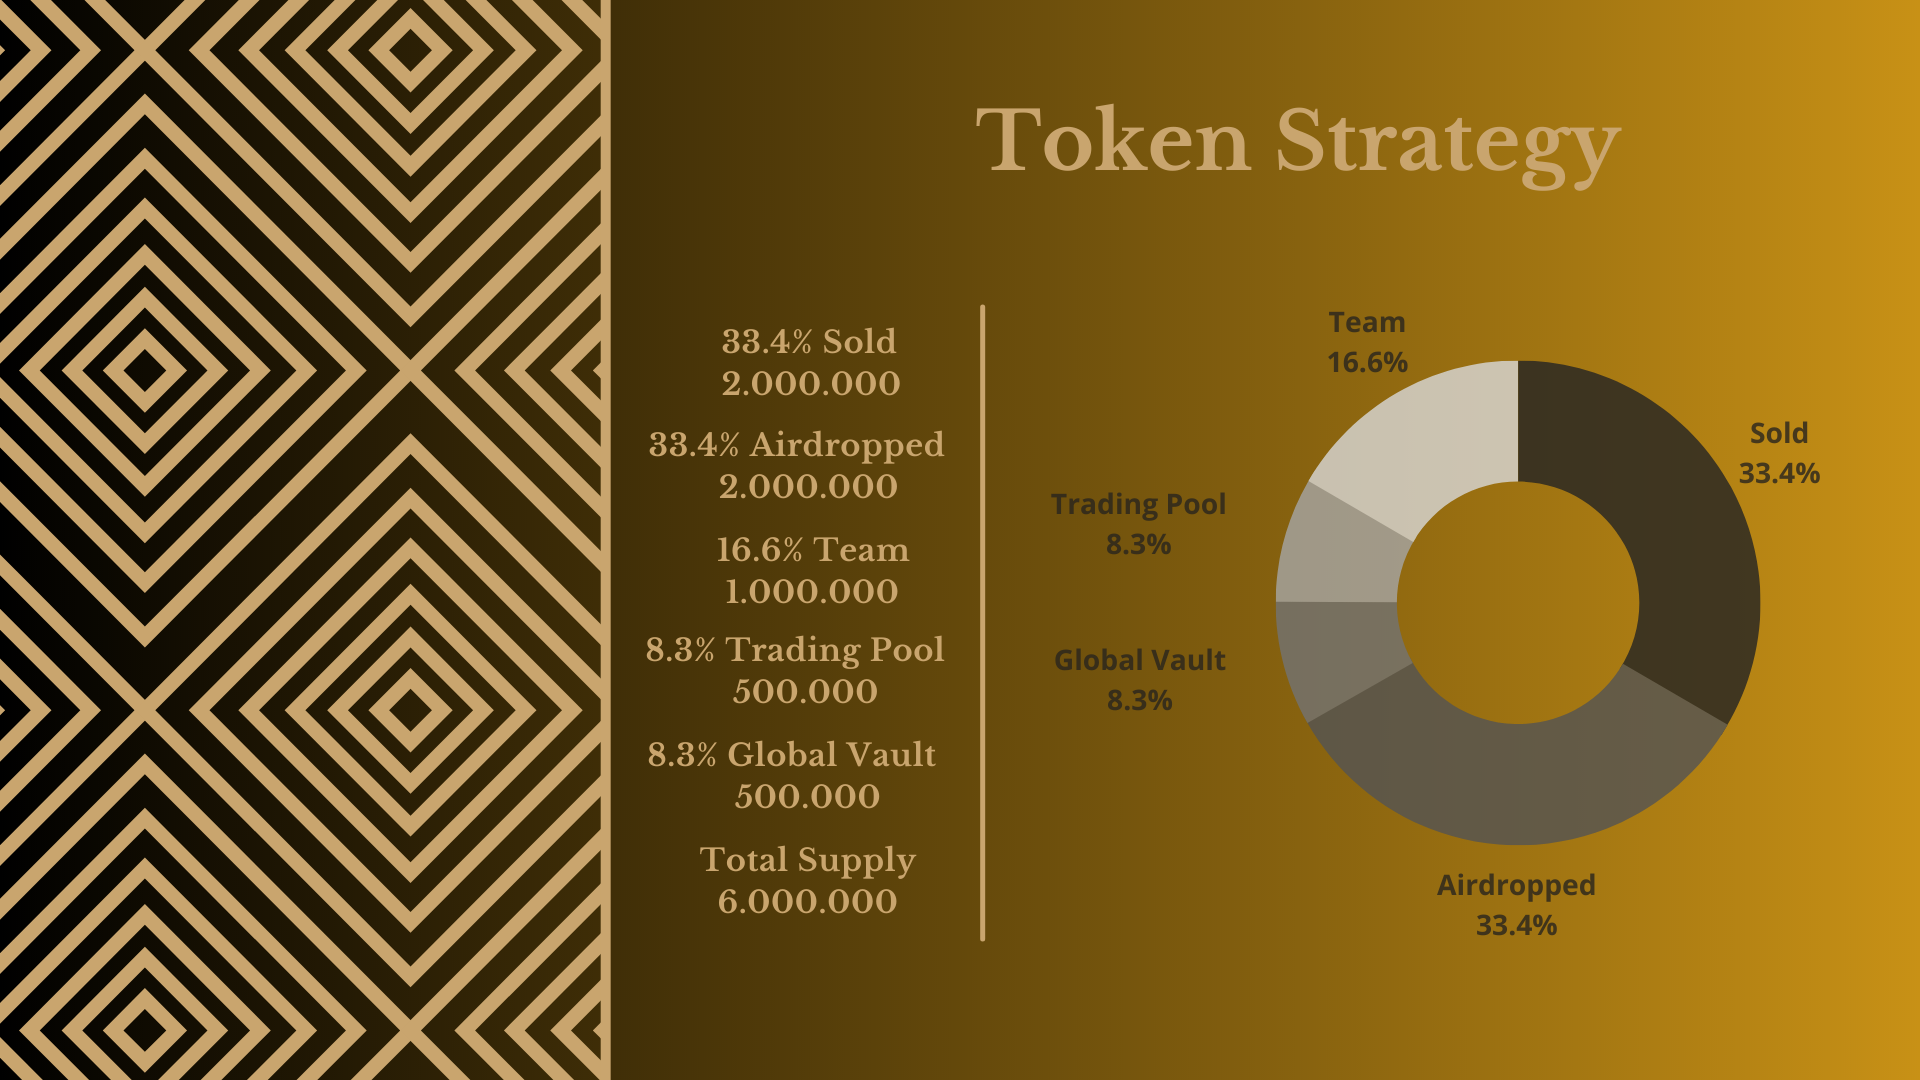 Token Strategy
33.4% Sold
2.000.000
33.4% Airdropped
2.000.000
16.6% Team
1.000.000
8.3% Trading Pool
500.000
8.3% Global Vault
500.000
Total Supply
6.000.000
Team
16.6%
Sold
33.4%
Trading Pool
8.3%
Global Vault
8.3%
Airdropped
33.4%